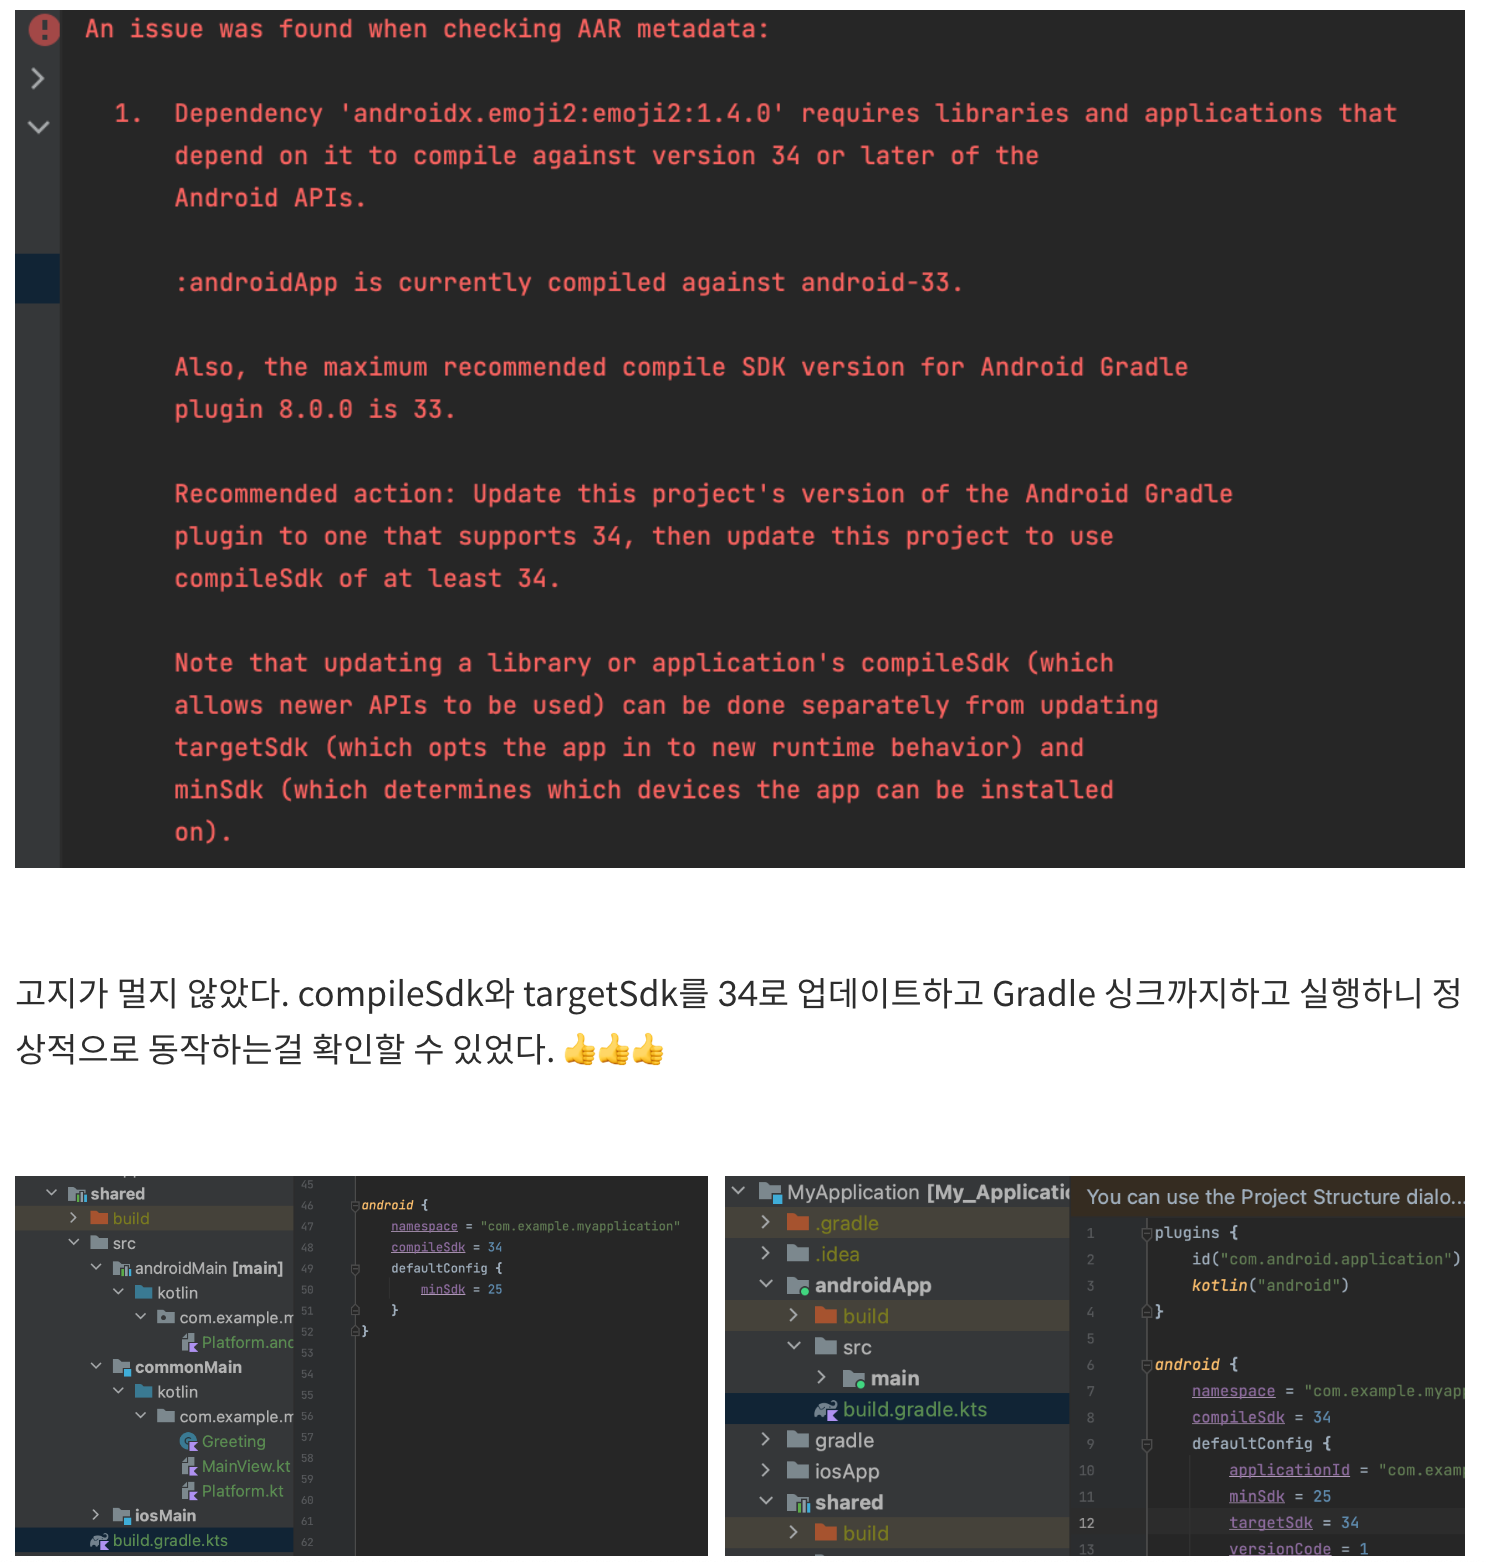 An issue was found when checking AAR metadata:
1. Dependency 'androidx.emoji2:emoji2:1.4.0' requires libraries and applications that
depend on it to compile against version 34 or later of the
Android APIs.
:androidApp is currently compiled against android-33.
Also, the maximum recommended compile SDK version for Android Gradle
plugin 8.0.0 is 33.
Recommended action: Update this project's version of the Android Gradle
plugin to one that supports 34, then update this project to use
compileSdk of at least 34.
Note that updating a library or application's compileSdk (which
allows newer APIs to be used) can be done separately from updating
targetSdk (which opts the app in to new runtime behavior) and
minSdk (which determines which devices the app can be installed
on).
고지가 멀지 않았다. compileSdk와 targetSdk를 34로 업데이트하고 Gradle 싱크까지하고 실행하니 정
상적으로 동작하는걸 확인할 수 있었다. 👍👍👍
shared
build
src
androidMain [main]
kotlin
com.example.m
Platform.and
commonMain
kotlin
com.example.m
Greeting
MainView.kt
Platform.kt
iosMain
build.gradle.kts
45
46 android {
47 namespace = "com.example.myapplication"
48 compileSdk = 34
49 defaultConfig {
50 minSdk = 25
51 }
52 }
53
54
55
56
57
58
59
60
61
62
MyApplication [My_Applicatio
.gradle
.idea
androidApp
build
src
main
build.gradle.kts
gradle
iosApp
shared
build
You can use the Project Structure dialo...
1 plugins {
2 id("com.android.application")
3 kotlin("android")
4 }
5
6 android {
7 namespace = "com.example.myapp
8 compileSdk = 34
9 defaultConfig {
10 applicationId = "com.examp
11 minSdk = 25
12 targetSdk = 34
13 versionCode = 1